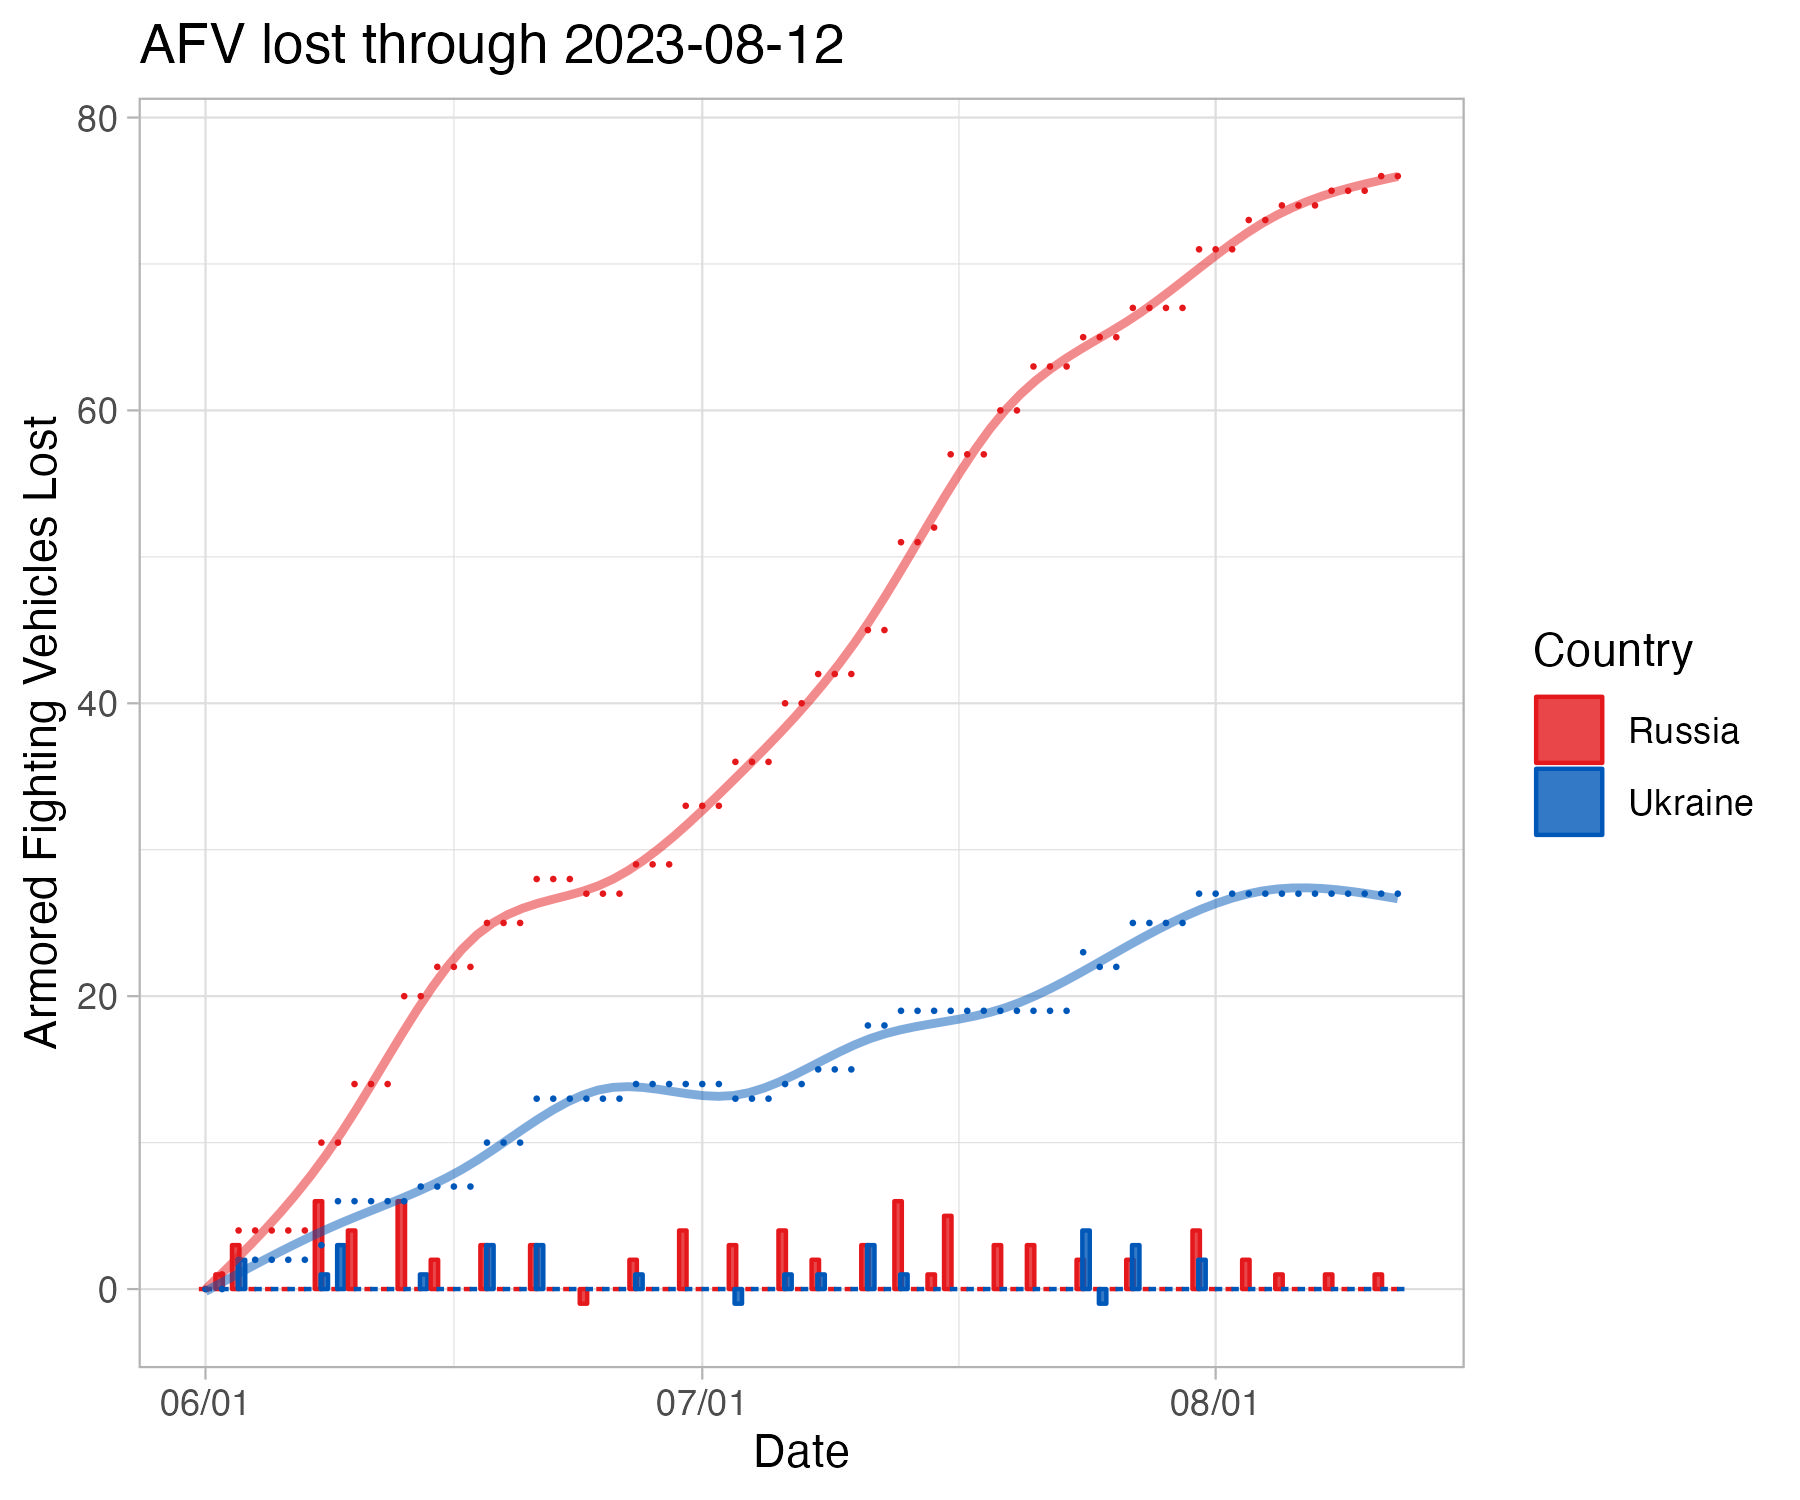 AFV lost through 2023-08-12
Armored Fighting Vehicles Lost
80
60
40
20
0
06/01
07/01
08/01
Date
Country
Russia
Ukraine